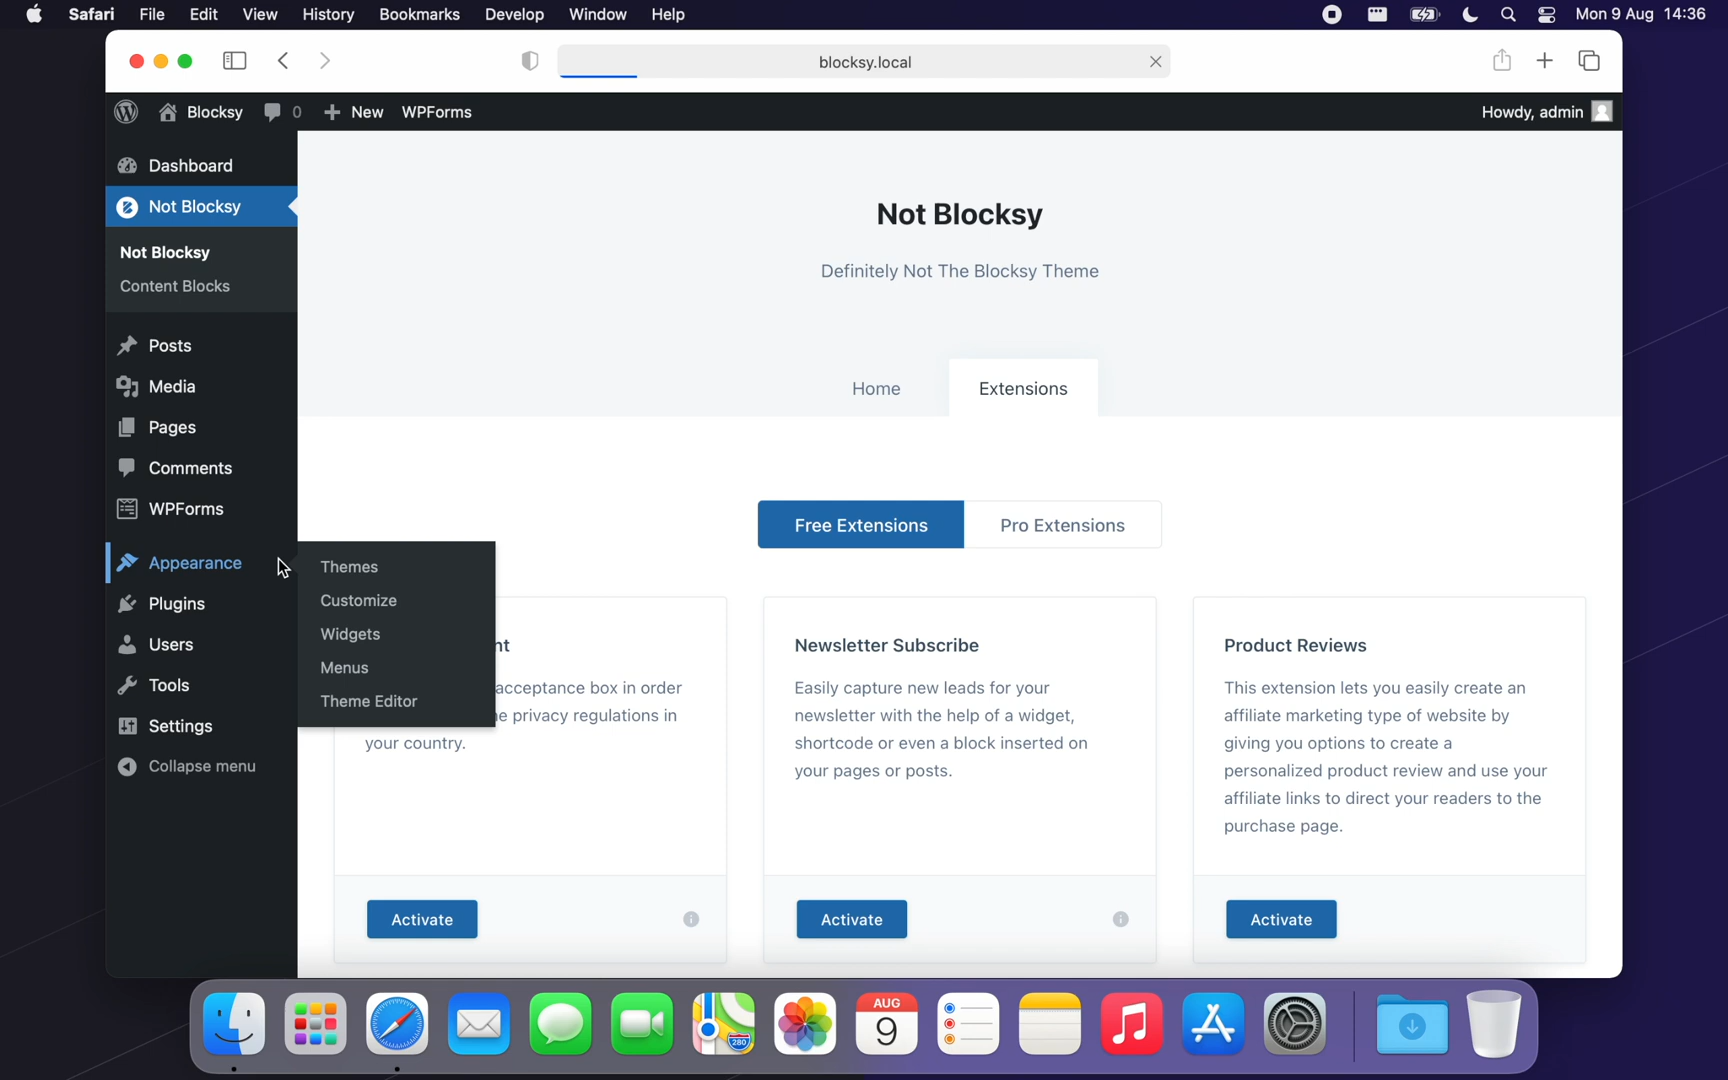 Safari File Edit View History Bookmarks Develop Window Help Mon 9 Aug 14:36
blocksy.local
Blocksy 0 New WPForms Howdy, admin
Dashboard
Not Blocksy
Not Blocksy
Content Blocks
Posts
Media
Pages
Comments
WPForms
Appearance
Plugins
Users
Tools
Settings
Collapse menu
Themes
Customize
Widgets
Menus
Theme Editor
Not Blocksy
Definitely Not The Blocksy Theme
Home Extensions
Free Extensions Pro Extensions
nt
acceptance box in order
e privacy regulations in
your country.
Activate
Newsletter Subscribe
Easily capture new leads for your
newsletter with the help of a widget,
shortcode or even a block inserted on
your pages or posts.
Activate
Product Reviews
This extension lets you easily create an
affiliate marketing type of website by
giving you options to create a
personalized product review and use your
affiliate links to direct your readers to the
purchase page.
Activate
280
AUG
9